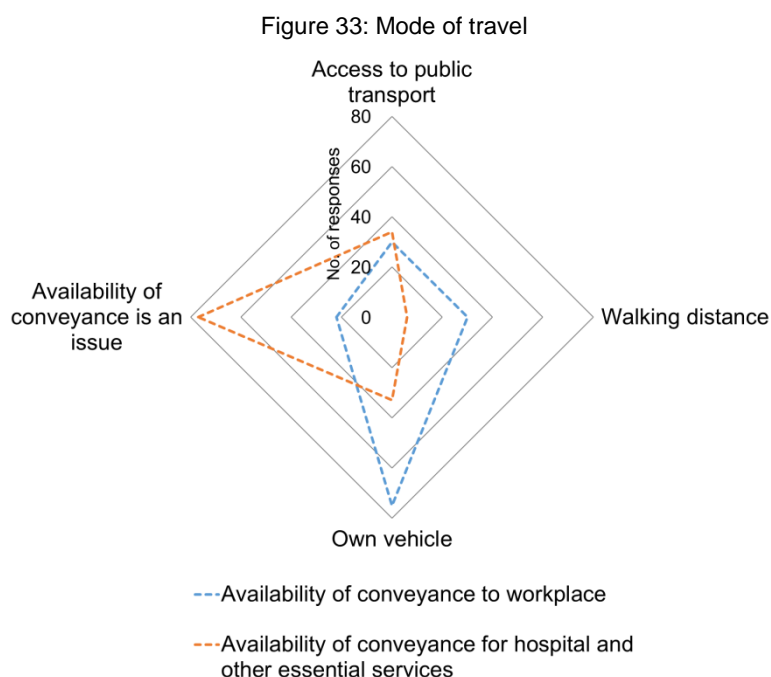 Figure 33: Mode of travel
Access to public
transport
80
60
40
20
0
No. of responses
Availability of
conveyance is an
issue
Walking distance
Own vehicle
Availability of conveyance to workplace
Availability of conveyance for hospital and
other essential services